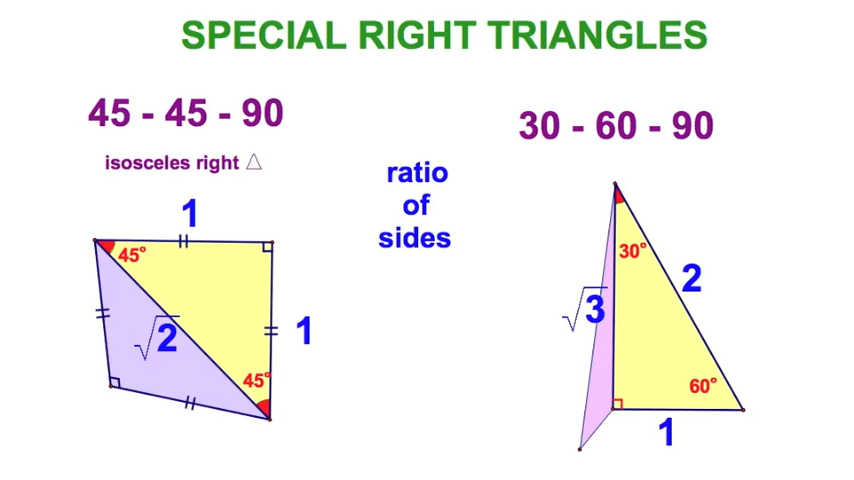 SPECIAL RIGHT TRIANGLES
45 - 45 - 90
isosceles right △
30 - 60 - 90
ratio
of
sides
1
45°
√2
1
45°
30°
2
√3
60°
1